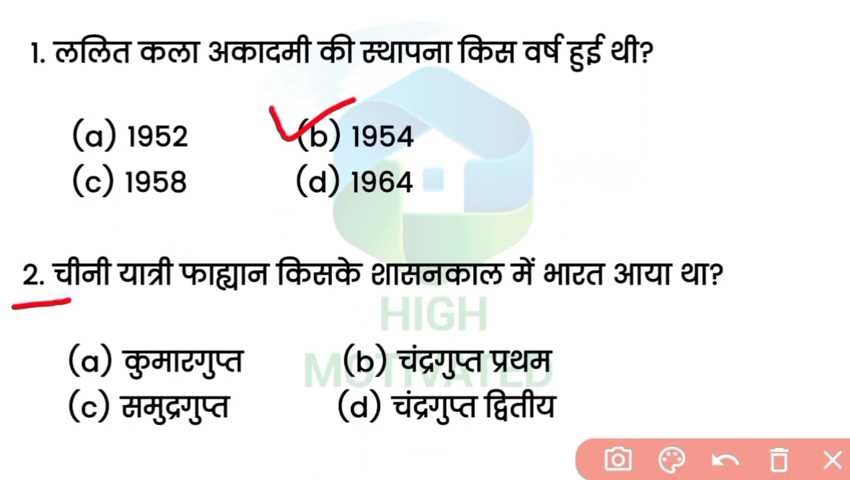 1. ललित कला अकादमी की स्थापना किस वर्ष हुई थी?
(a) 1952 (b) 1954
(c) 1958 (d) 1964
2. चीनी यात्री फाह्यान किसके शासनकाल में भारत आया था?
HIGH
(a) कुमारगुप्त (b) चंद्रगुप्त प्रथम
MOTIVATED
(c) समुद्रगुप्त (d) चंद्रगुप्त द्वितीय